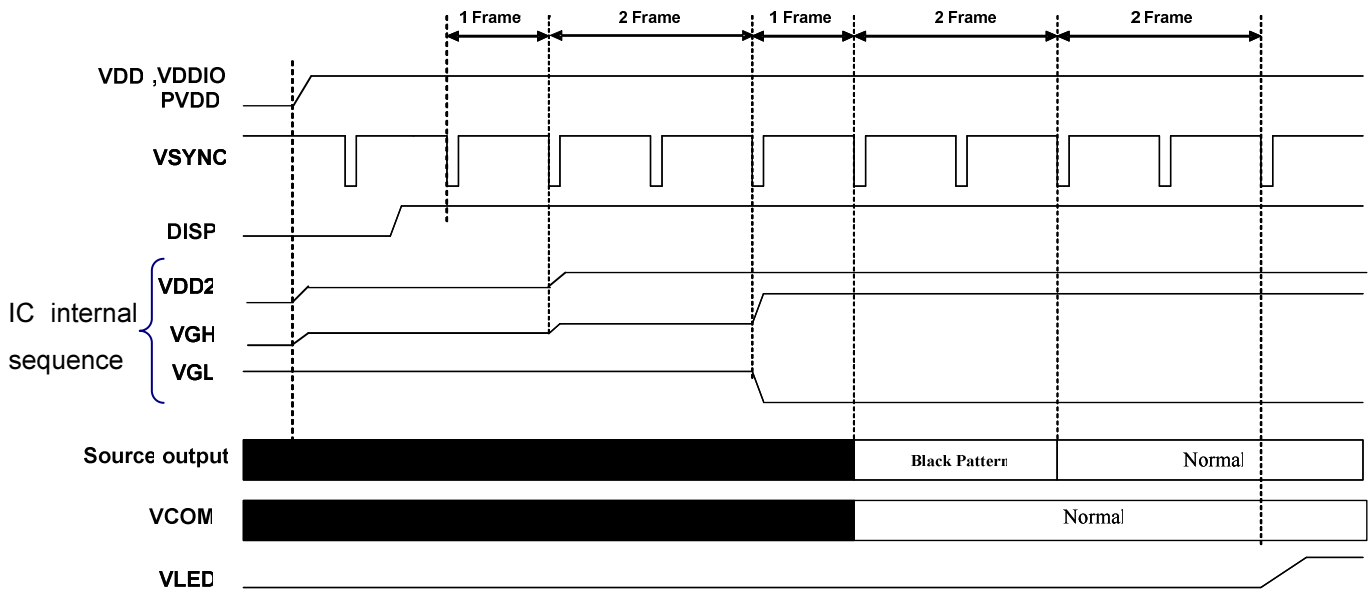 1 Frame
2 Frame
1 Frame
2 Frame
2 Frame
VDD ,VDDIO
PVDD
VSYNC
DISP
IC internal
sequence
VDD2
VGH
VGL
Source output
Black Pattern
Normal
VCOM
Normal
VLED